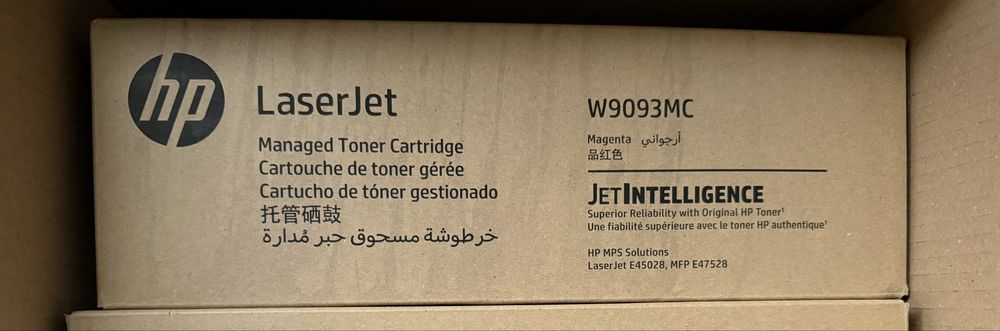 hp
LaserJet
Managed Toner Cartridge
Cartouche de toner gérée
Cartucho de tóner gestionado
托管硒鼓
خرطوشة مسحوق حبر مُدارة
W9093MC
Magenta أرجواني
品红色
JETINTELLIGENCE
Superior Reliability with Original HP Toner¹
Une fiabilité supérieure avec le toner HP authentique¹
HP MPS Solutions
LaserJet E45028, MFP E47528